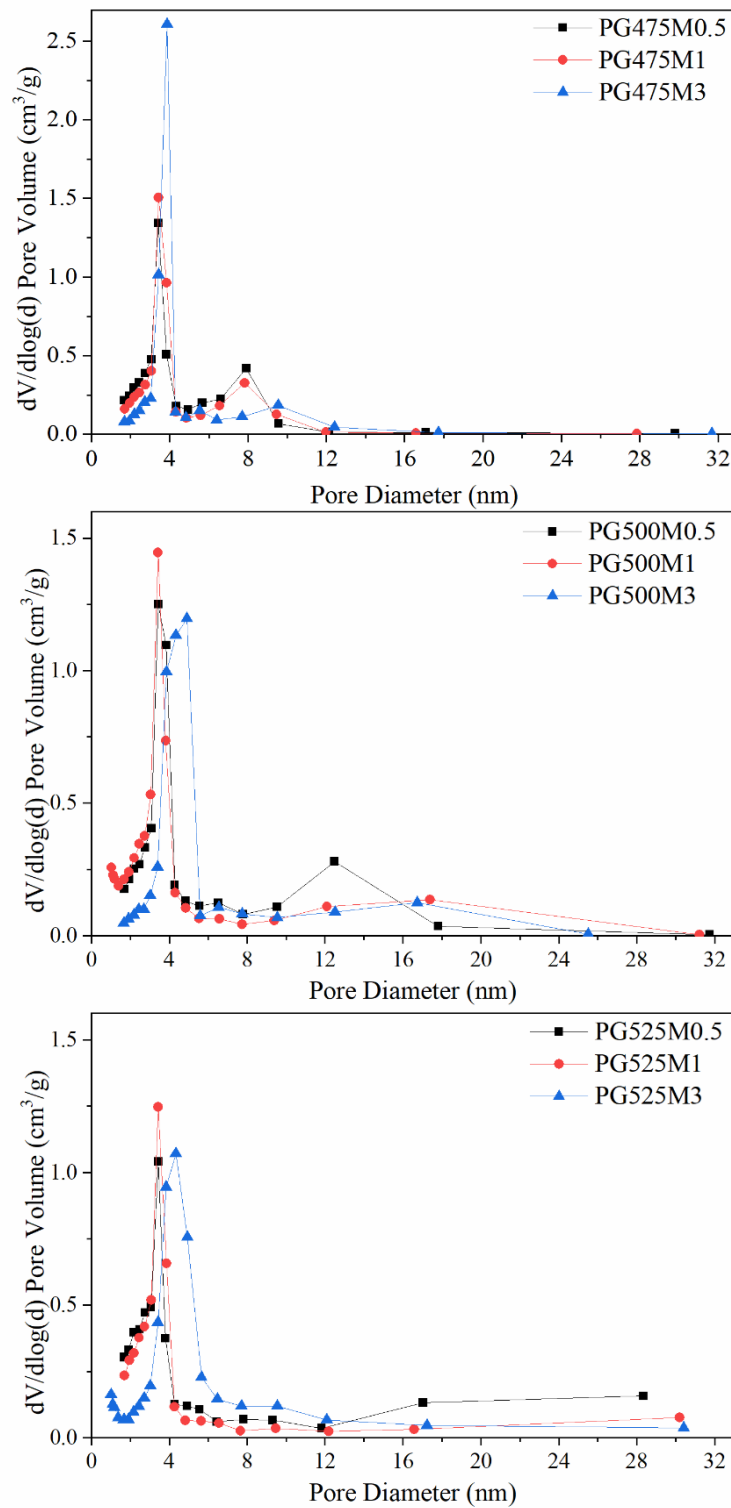 PG475M0.5
PG475M1
PG475M3
2.5
2.0
1.5
1.0
0.5
0.0
dV/dlog(d) Pore Volume (cm³/g)
0 4 8 12 16 20 24 28 32
Pore Diameter (nm)
PG500M0.5
PG500M1
PG500M3
1.5
1.0
0.5
0.0
dV/dlog(d) Pore Volume (cm³/g)
0 4 8 12 16 20 24 28 32
Pore Diameter (nm)
PG525M0.5
PG525M1
PG525M3
1.5
1.0
0.5
0.0
dV/dlog(d) Pore Volume (cm³/g)
0 4 8 12 16 20 24 28 32
Pore Diameter (nm)